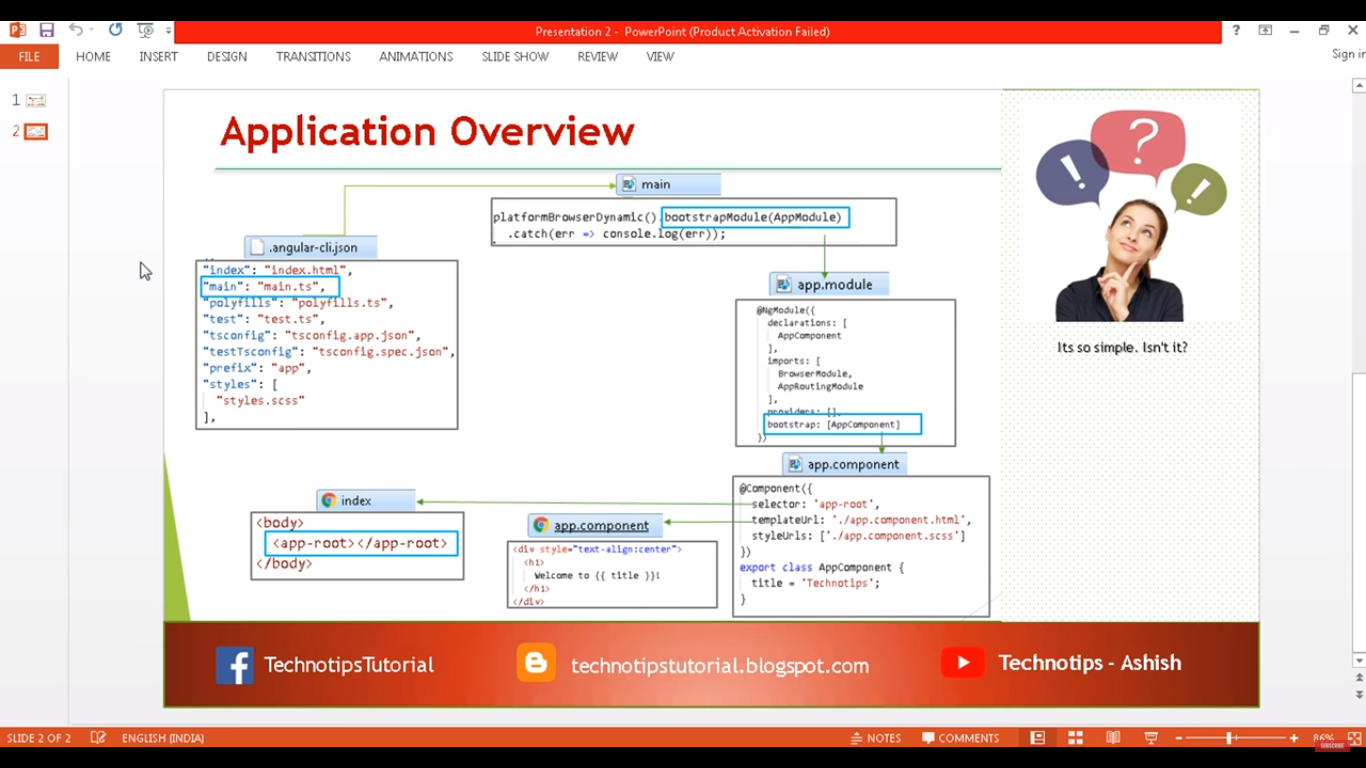 Presentation 2 - PowerPoint (Product Activation Failed)
FILE HOME INSERT DESIGN TRANSITIONS ANIMATIONS SLIDE SHOW REVIEW VIEW Sign in
1
2
Application Overview
main
platformBrowserDynamic().bootstrapModule(AppModule)
.catch(err => console.log(err));
.angular-cli.json
"index": "index.html",
"main": "main.ts",
"polyfills": "polyfills.ts",
"test": "test.ts",
"tsconfig": "tsconfig.app.json",
"testTsconfig": "tsconfig.spec.json",
"prefix": "app",
"styles": [
"styles.scss"
],
app.module
@NgModule({
declarations: [
AppComponent
],
imports: [
BrowserModule,
AppRoutingModule
],
providers: [],
bootstrap: [AppComponent]
})
app.component
@Component({
selector: 'app-root',
templateUrl: './app.component.html',
styleUrls: ['./app.component.scss']
})
export class AppComponent {
title = 'Technotips';
}
app.component
<div style="text-align:center">
<h1>
Welcome to {{ title }}!
</h1>
</div>
index
<body>
<app-root></app-root>
</body>
Its so simple. Isn't it?
TechnotipsTutorial
technotipstutorial.blogspot.com
Technotips - Ashish
SLIDE 2 OF 2 ENGLISH (INDIA) NOTES COMMENTS 86%
SUBSCRIBE